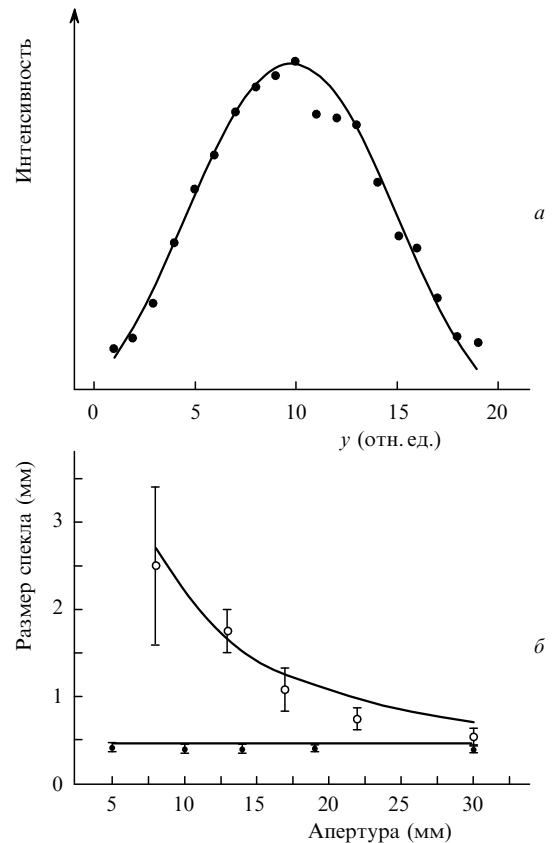 Интенсивность
а
0 5 10 15 20
y (отн. ед.)
Размер спекла (мм)
3
2
1
0
б
5 10 15 20 25 30
Апертура (мм)